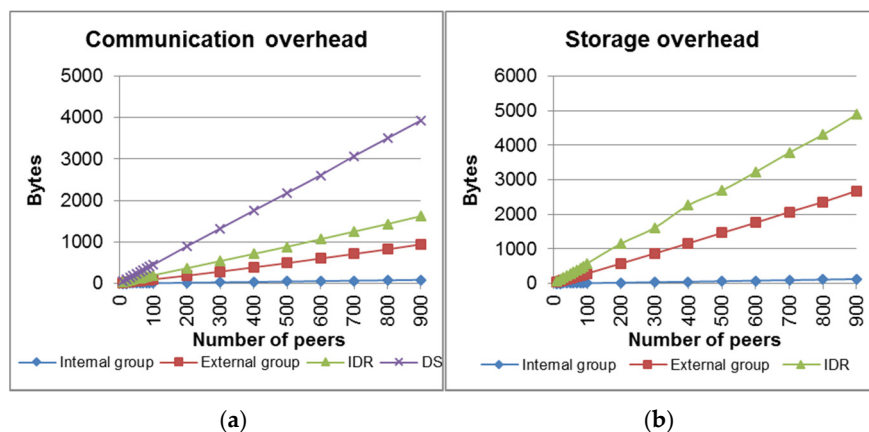 Communication overhead
5000
4000
3000
2000
1000
0
Bytes
0 100 200 300 400 500 600 700 800 900
Number of peers
Internal group External group IDR DS
(a)
Storage overhead
6000
5000
4000
3000
2000
1000
0
Bytes
0 100 200 300 400 500 600 700 800 900
Number of peers
Internal group External group IDR
(b)